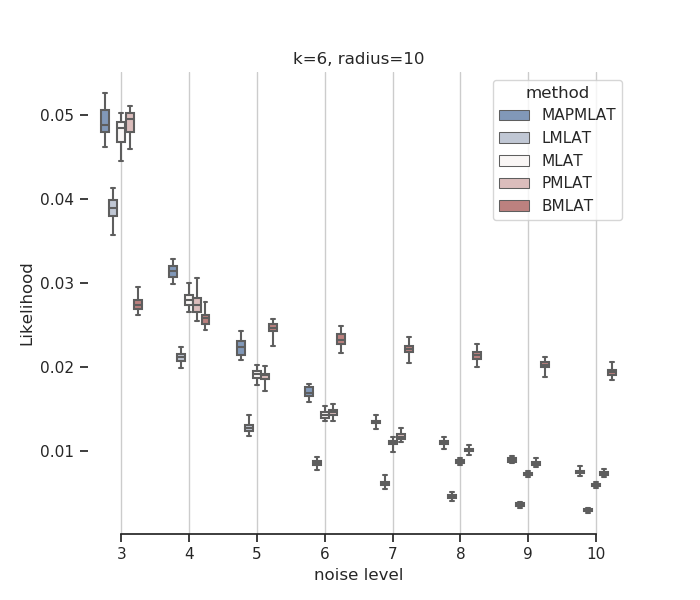 k=6, radius=10
method
MAPMLAT
LMLAT
MLAT
PMLAT
BMLAT
Likelihood
0.05
0.04
0.03
0.02
0.01
3 4 5 6 7 8 9 10
noise level